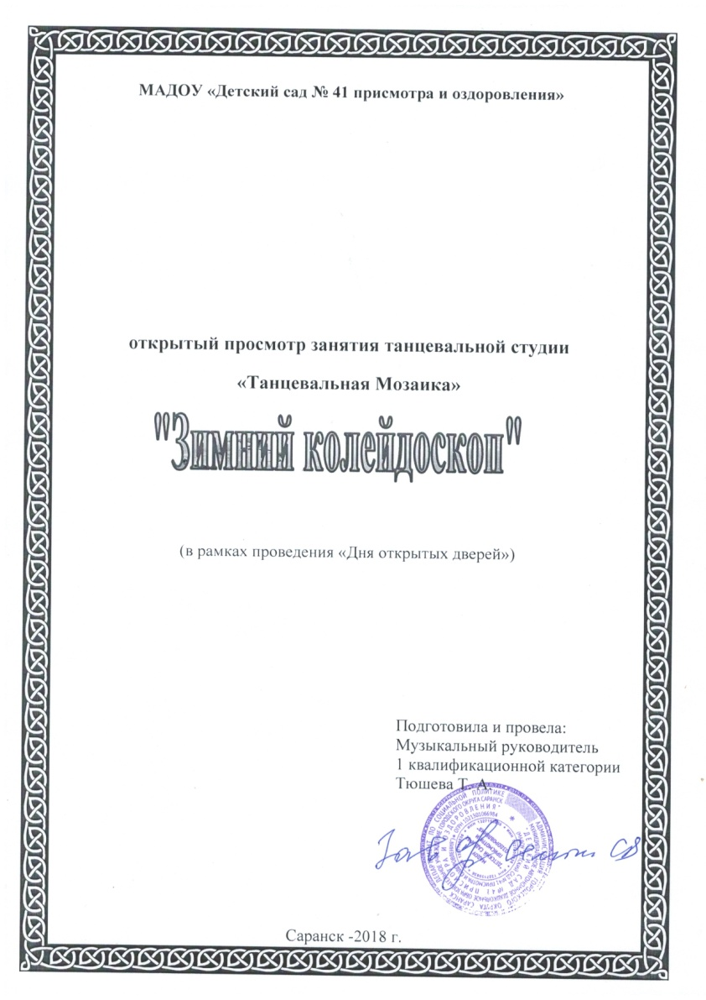 МАДОУ «Детский сад № 41 присмотра и оздоровления»
открытый просмотр занятия танцевальной студии
«Танцевальная Мозаика»
"Зимний колейдоскоп"
(в рамках проведения «Дня открытых дверей»)
Подготовила и провела:
Музыкальный руководитель
1 квалификационной категории
Тюшева Т. А.
Саранск -2018 г.